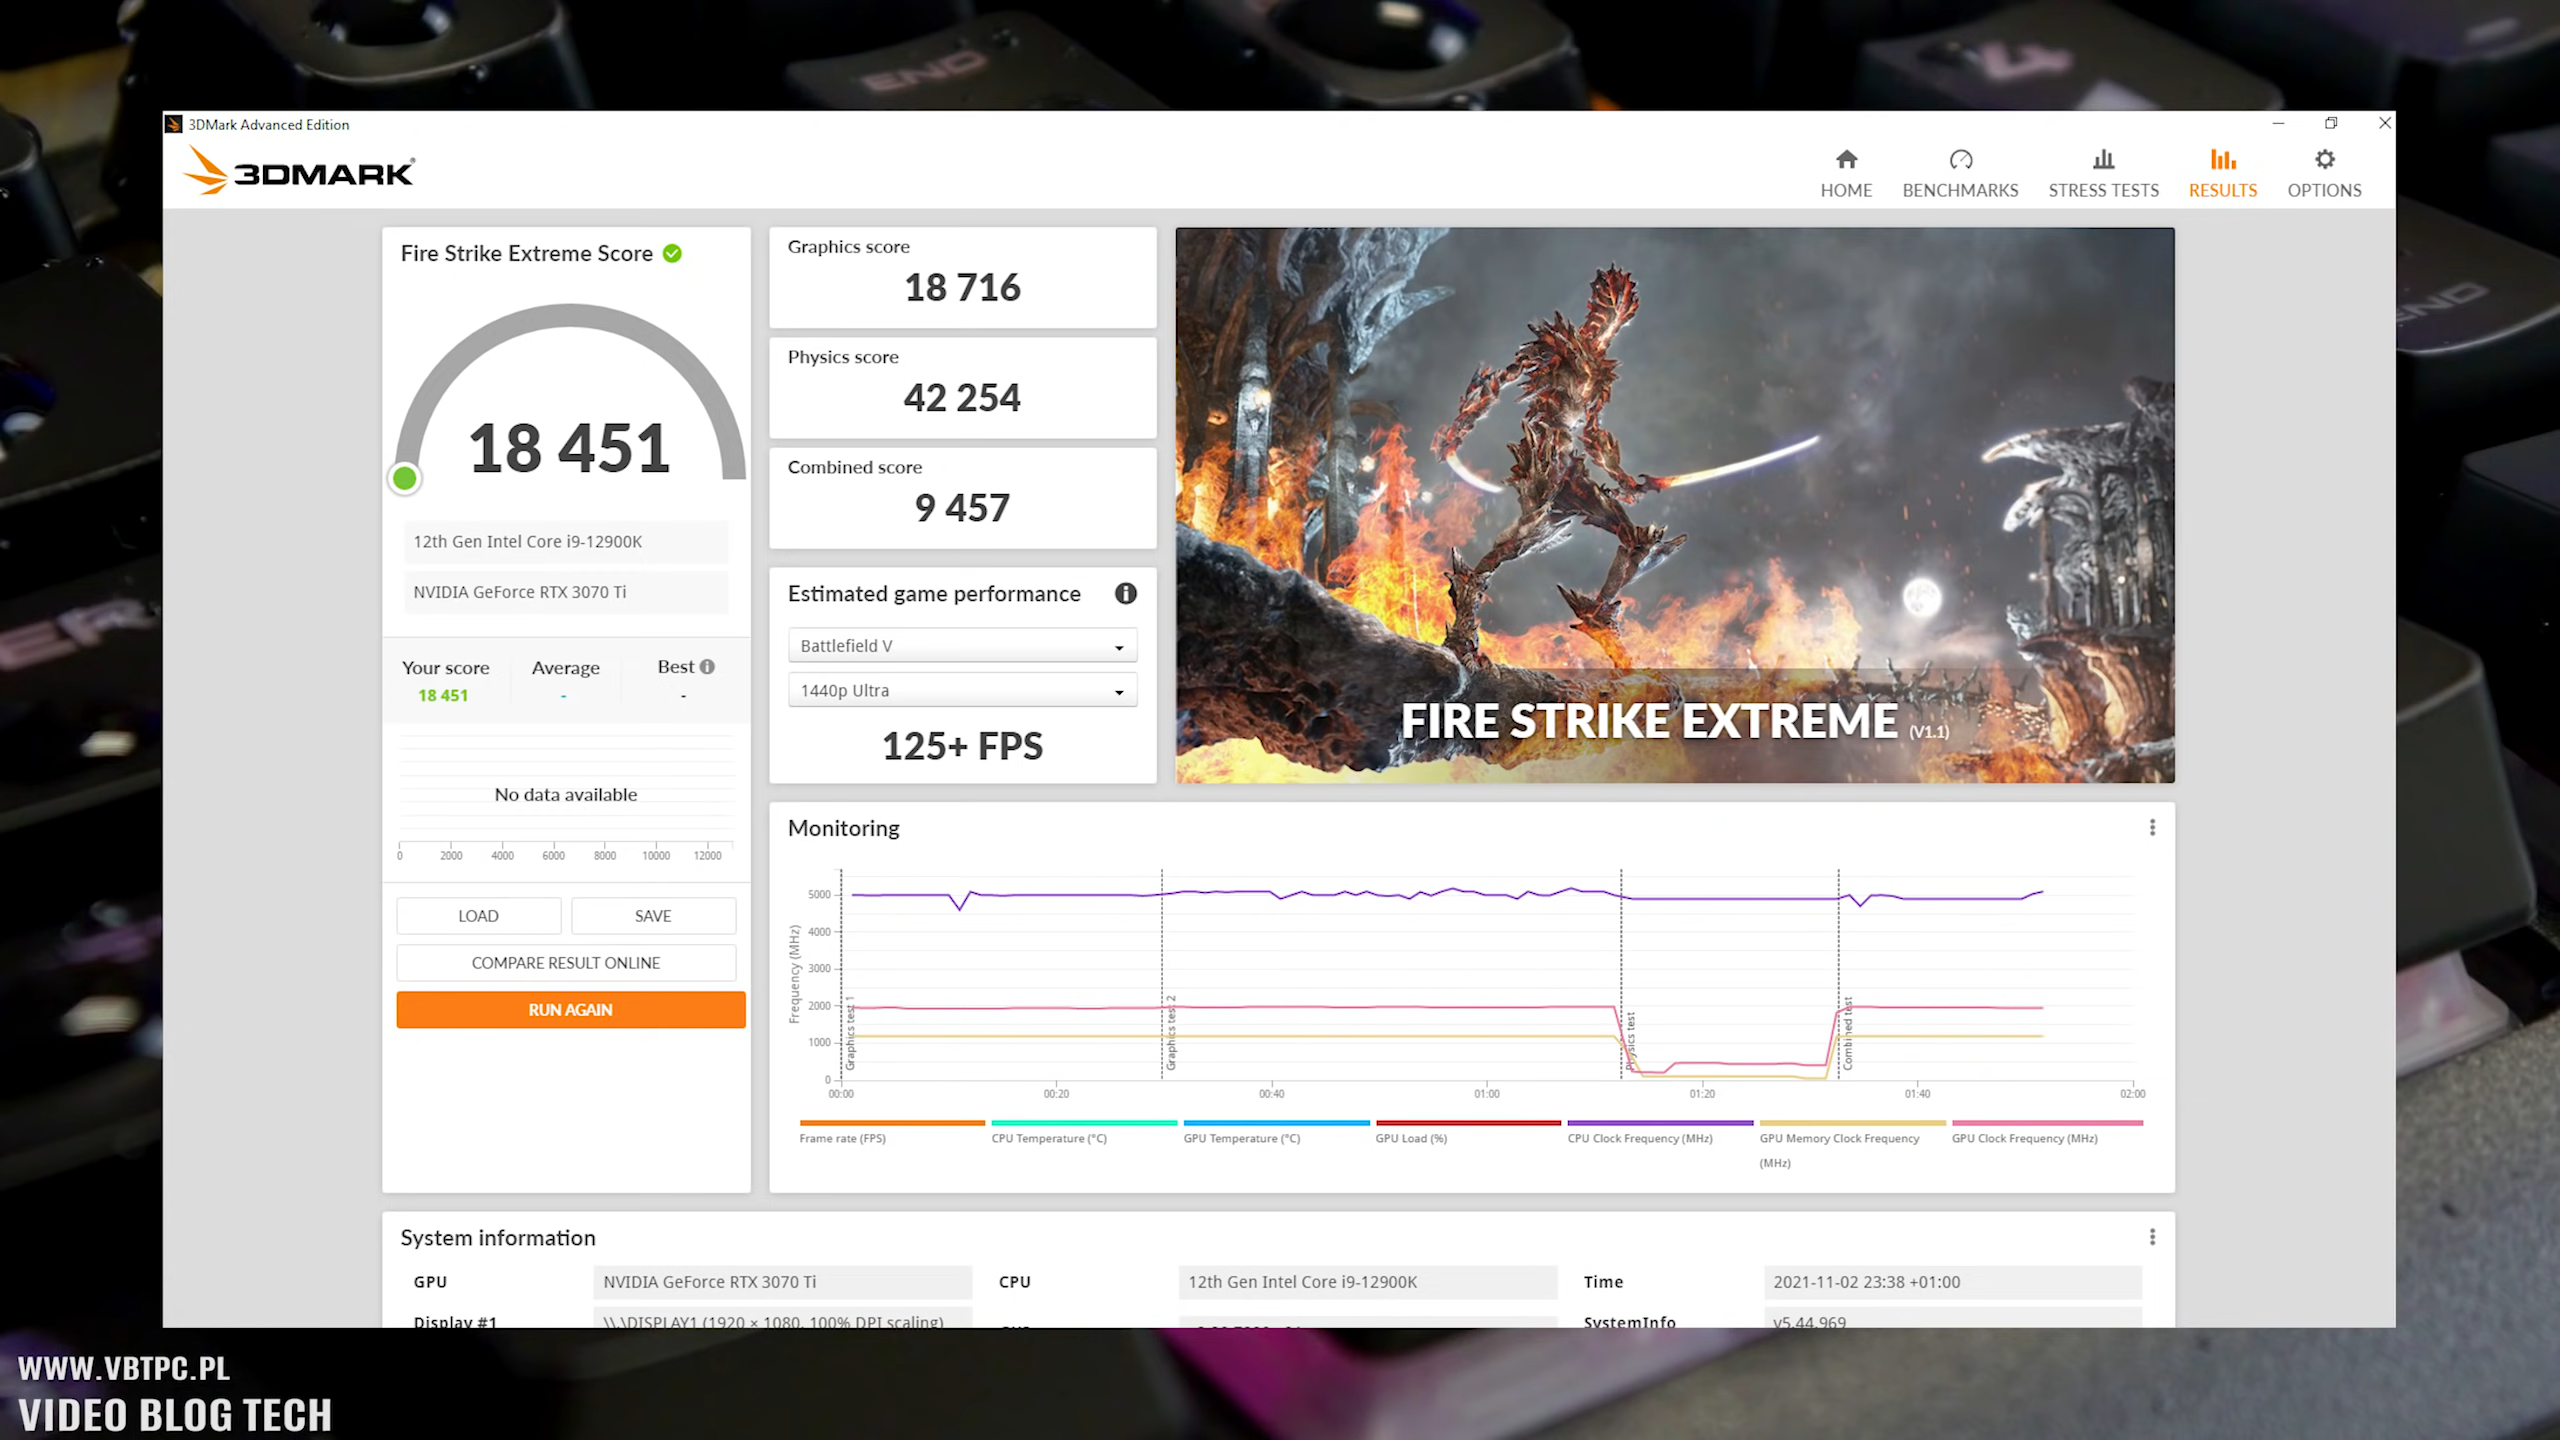 END
4
END
3DMark Advanced Edition
3DMARK
HOME
BENCHMARKS
STRESS TESTS
RESULTS
OPTIONS
Fire Strike Extreme Score
18 451
12th Gen Intel Core i9-12900K
NVIDIA GeForce RTX 3070 Ti
Your score Average Best
18 451 - -
No data available
0 2000 4000 6000 8000 10000 12000
LOAD
SAVE
COMPARE RESULT ONLINE
RUN AGAIN
Graphics score
18 716
Physics score
42 254
Combined score
9 457
Estimated game performance
Battlefield V
1440p Ultra
125+ FPS
FIRE STRIKE EXTREME (V1.1)
Monitoring
Frequency (MHz)
5000
4000
3000
2000
1000
0
Graphics test 1
Graphics test 2
Physics test
Combined test
00:00 00:20 00:40 01:00 01:20 01:40 02:00
Frame rate (FPS)
CPU Temperature (°C)
GPU Temperature (°C)
GPU Load (%)
CPU Clock Frequency (MHz)
GPU Memory Clock Frequency
(MHz)
GPU Clock Frequency (MHz)
System information
GPU NVIDIA GeForce RTX 3070 Ti
CPU 12th Gen Intel Core i9-12900K
Time 2021-11-02 23:38 +01:00
Display #1 \\.\DISPLAY1 (1920 × 1080, 100% DPI scaling)
SystemInfo v5.44.969
WWW.VBTPC.PL
VIDEO BLOG TECH